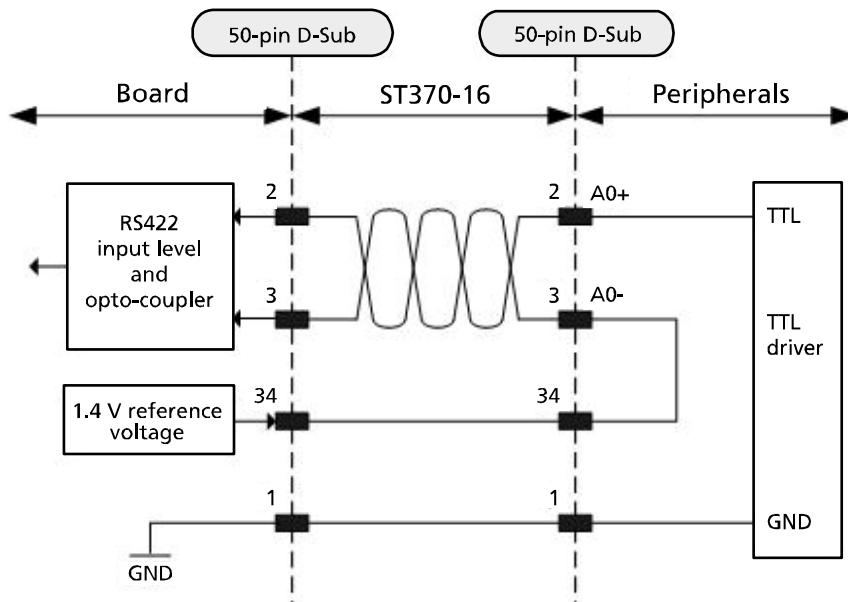 50-pin D-Sub
50-pin D-Sub
Board
ST370-16
Peripherals
2
2
A0+
TTL
RS422
input level
and
opto-coupler
3
3
A0-
TTL
driver
34
34
1.4 V reference
voltage
1
1
GND
GND